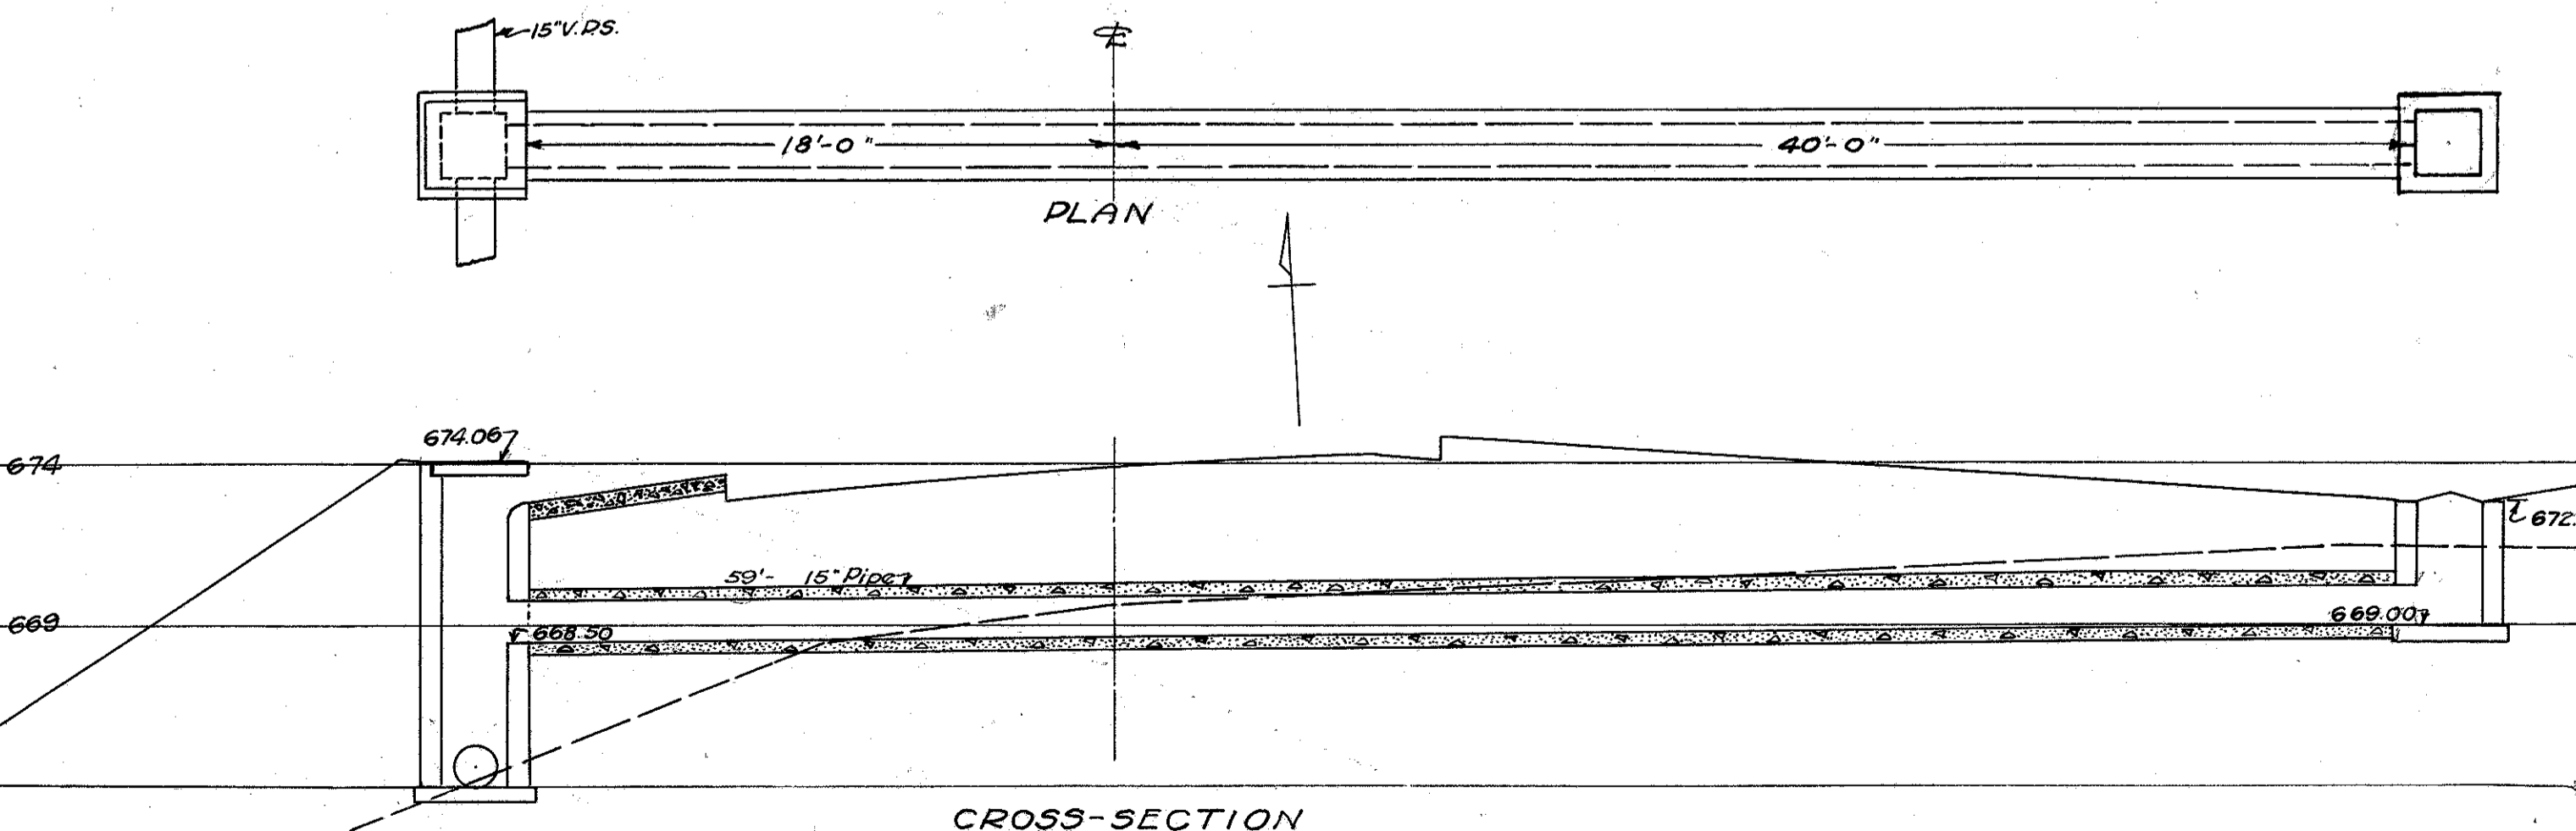 15" V.P.S.
℄
18'-0"
40'-0"
PLAN
674.06
674
672.
59'- 15" Pipe
669
668.50
669.00
CROSS-SECTION